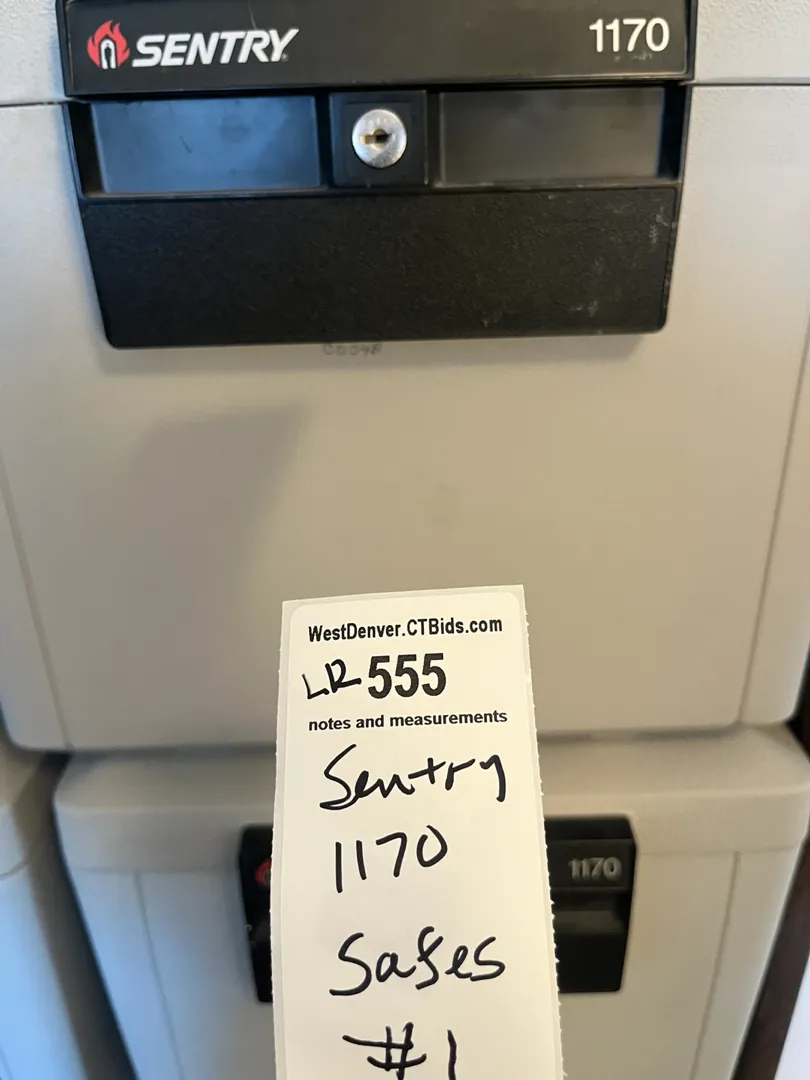 SENTRY
1170
WestDenver.CTBids.com
LR 555
notes and measurements
Sentry
1170
Safes
#1
1170